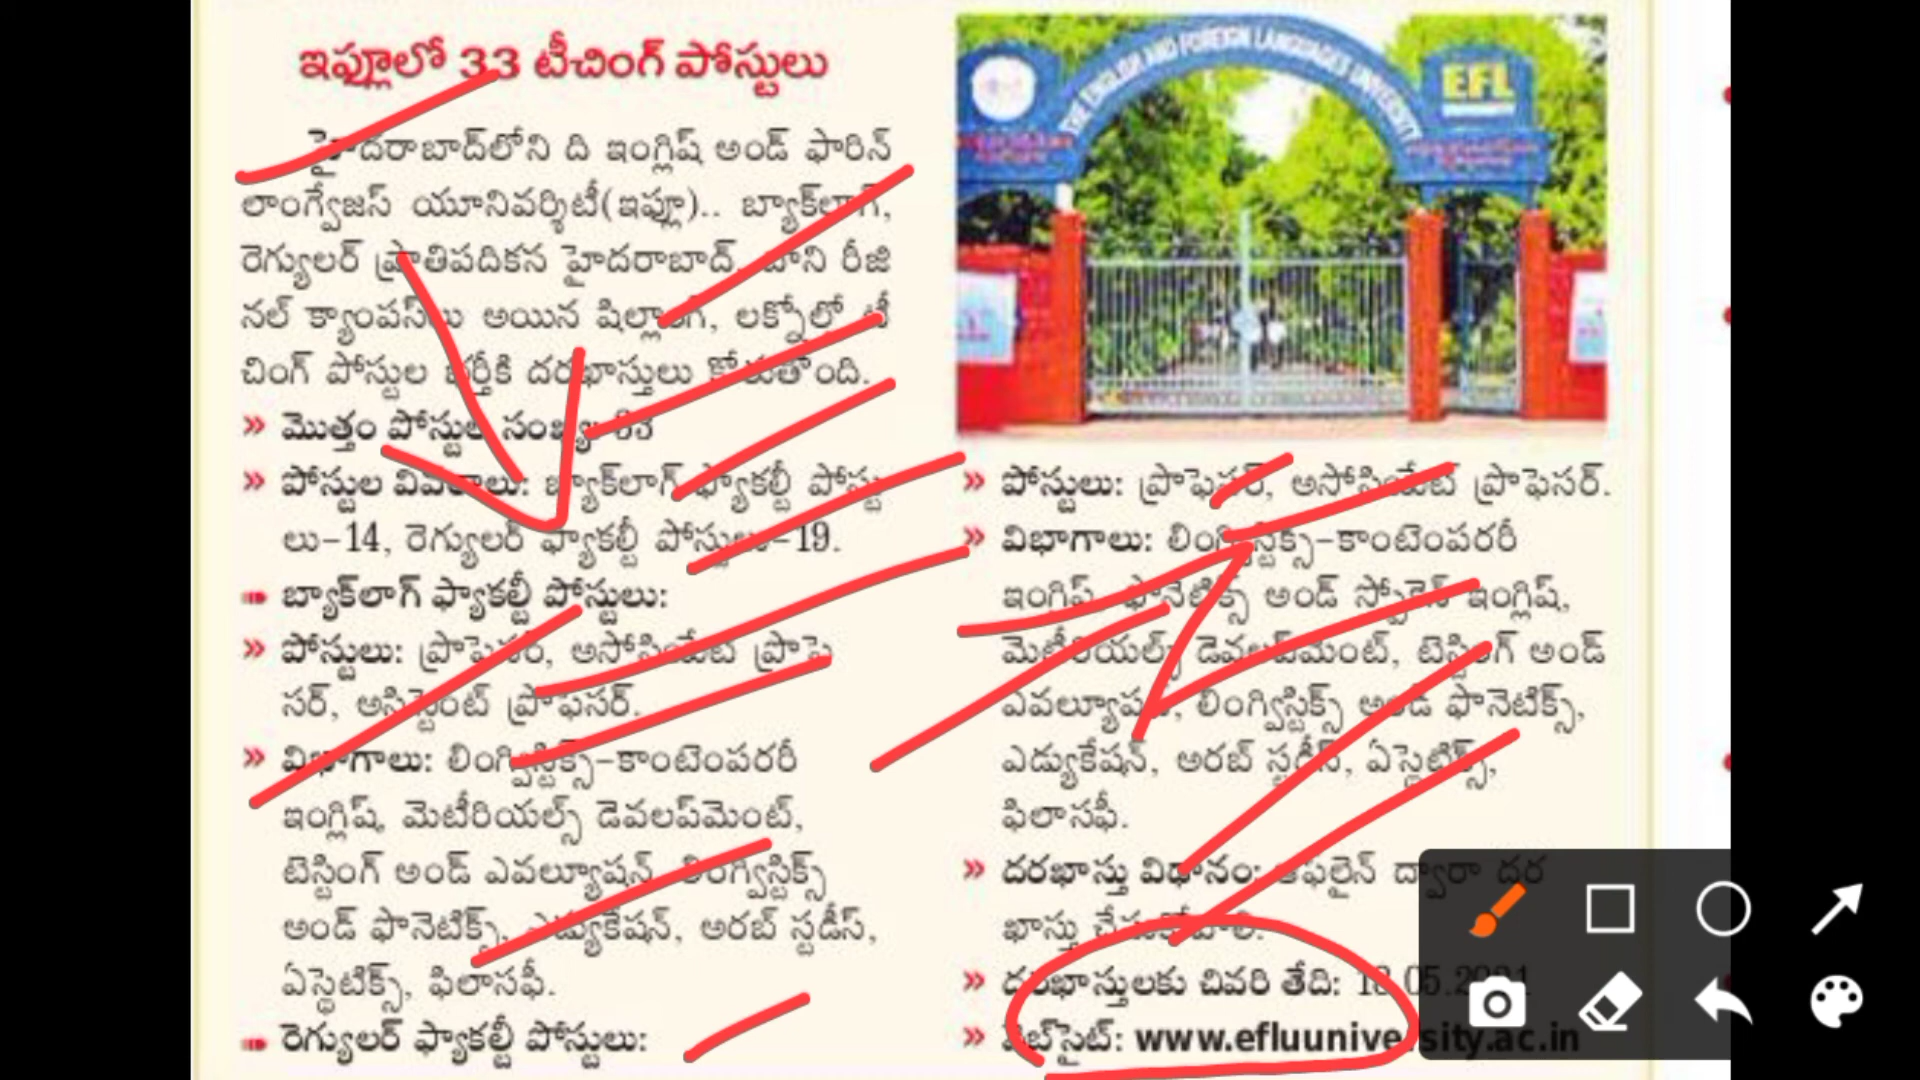 ఇఫ్లూలో 33 టీచింగ్ పోస్టులు
హైదరాబాద్‌లోని ది ఇంగ్లిష్ అండ్ ఫారిన్
లాంగ్వేజస్ యూనివర్శిటీ(ఇఫ్లూ).. బ్యాక్‌లాగ్,
రెగ్యులర్ ప్రాతిపదికన హైదరాబాద్, దాని రీజి
నల్ క్యాంపస్‌లు అయిన షిల్లాంగ్, లక్నోల్లో టీ
చింగ్ పోస్టుల భర్తీకి దరఖాస్తులు కోరుతోంది.
» మొత్తం పోస్టుల సంఖ్య: 33
» పోస్టుల వివరాలు: బ్యాక్‌లాగ్ ఫ్యాకల్టీ పోస్టు
లు–14, రెగ్యులర్ ఫ్యాకల్టీ పోస్టులు–19.
బ్యాక్‌లాగ్ ఫ్యాకల్టీ పోస్టులు:
» పోస్టులు: ప్రొఫెసర్, అసోసియేట్ ప్రొఫె
సర్, అసిస్టెంట్ ప్రొఫెసర్.
» విభాగాలు: లింగ్విస్టిక్స్–కాంటెంపరరీ
ఇంగ్లిష్, మెటీరియల్స్ డెవలప్‌మెంట్,
టెస్టింగ్ అండ్ ఎవల్యూషన్, లింగ్విస్టిక్స్
అండ్ ఫొనెటిక్స్, ఎడ్యుకేషన్, అరబ్ స్టడీస్,
ఏస్థెటిక్స్, ఫిలాసఫీ.
రెగ్యులర్ ఫ్యాకల్టీ పోస్టులు:
THE ENGLISH AND FOREIGN LANGUAGES UNIVERSITY
EFL
» పోస్టులు: ప్రొఫెసర్, అసోసియేట్ ప్రొఫెసర్.
» విభాగాలు: లింగ్విస్టిక్స్–కాంటెంపరరీ
ఇంగ్లిష్, ఫొనెటిక్స్ అండ్ స్పోకెన్ ఇంగ్లిష్,
మెటీరియల్స్ డెవలప్‌మెంట్, టెస్టింగ్ అండ్
ఎవల్యూషన్, లింగ్విస్టిక్స్ అండ్ ఫొనెటిక్స్,
ఎడ్యుకేషన్, అరబ్ స్టడీస్, ఏస్థెటిక్స్,
ఫిలాసఫీ.
» దరఖాస్తు విధానం: ఆఫ్‌లైన్ ద్వారా దర
ఖాస్తు చేసుకోవాలి.
» దరఖాస్తులకు చివరి తేది: .05.2021
» వెబ్‌సైట్: www.efluuniversity.ac.in